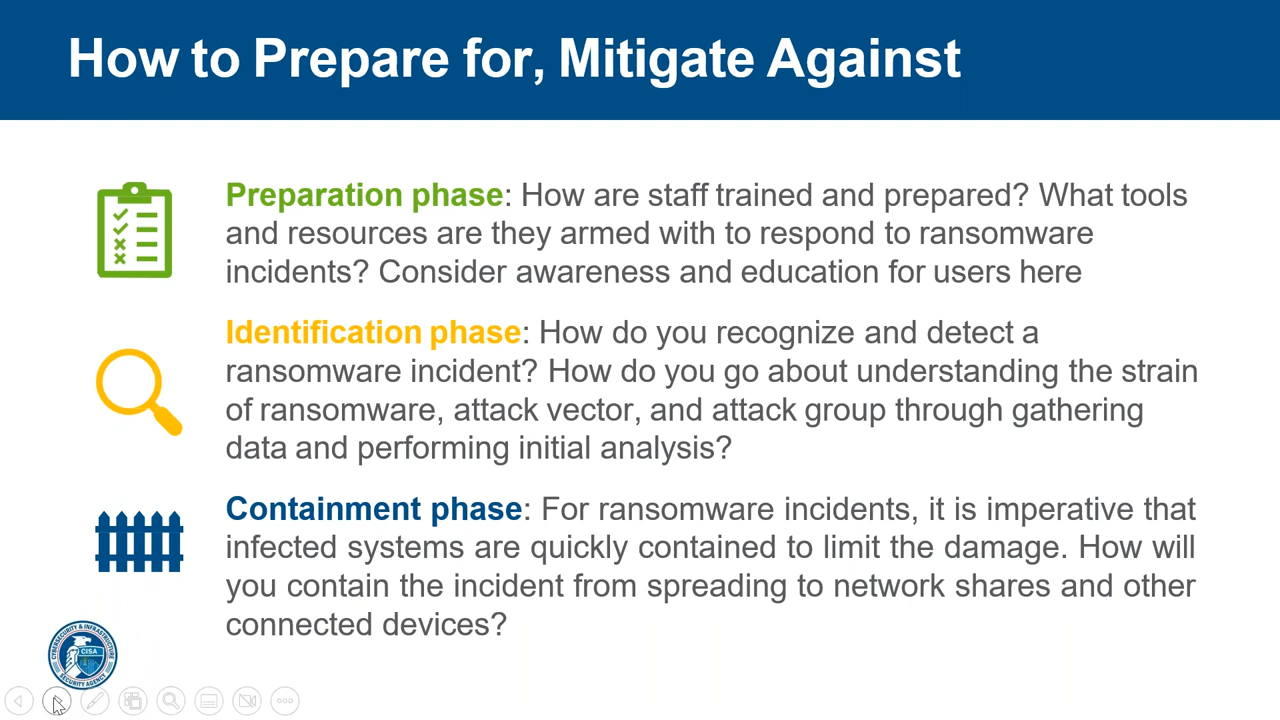 How to Prepare for, Mitigate Against
Preparation phase: How are staff trained and prepared? What tools
and resources are they armed with to respond to ransomware
incidents? Consider awareness and education for users here
Identification phase: How do you recognize and detect a
ransomware incident? How do you go about understanding the strain
of ransomware, attack vector, and attack group through gathering
data and performing initial analysis?
Containment phase: For ransomware incidents, it is imperative that
infected systems are quickly contained to limit the damage. How will
you contain the incident from spreading to network shares and other
connected devices?
CYBERSECURITY & INFRASTRUCTURE
CISA
SECURITY AGENCY